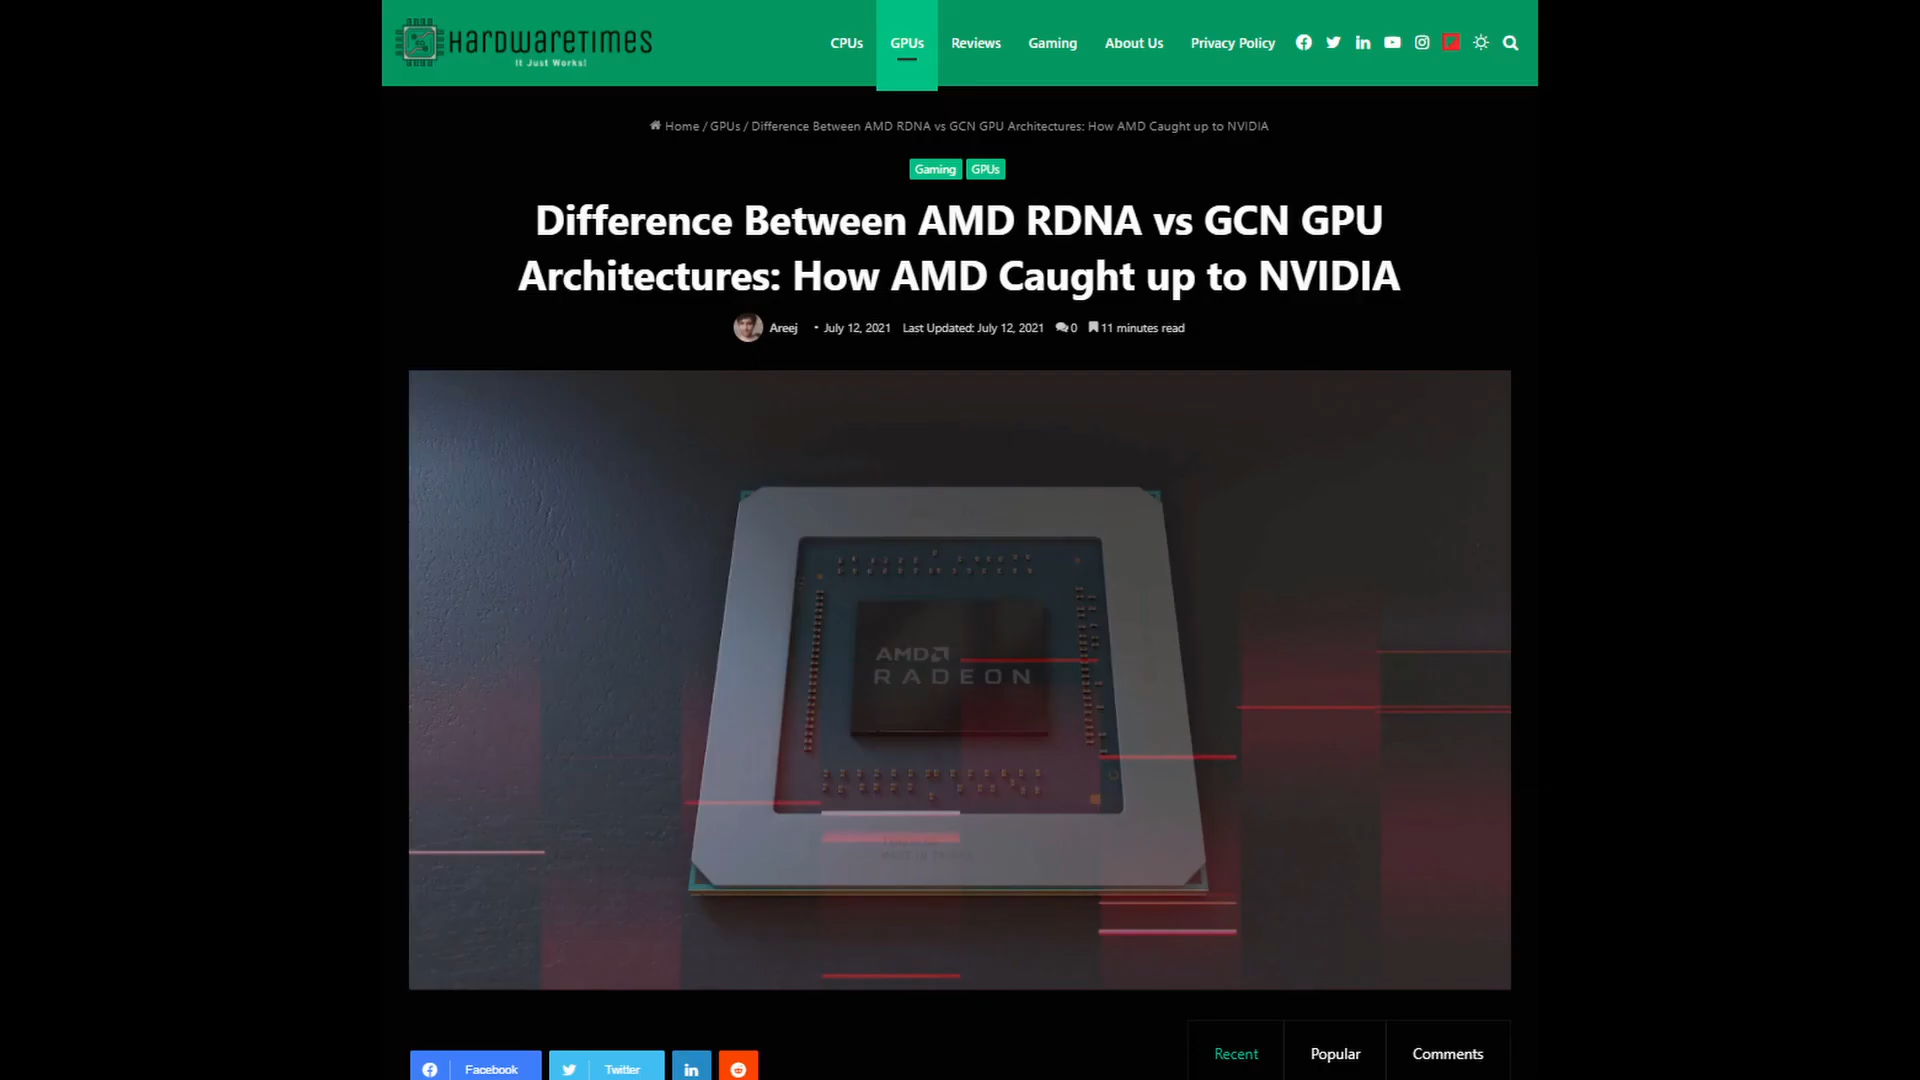 HARDWARETIMES
It Just Works!
CPUs GPUs Reviews Gaming About Us Privacy Policy
Home / GPUs / Difference Between AMD RDNA vs GCN GPU Architectures: How AMD Caught up to NVIDIA
Gaming GPUs
Difference Between AMD RDNA vs GCN GPU
Architectures: How AMD Caught up to NVIDIA
Areej • July 12, 2021 Last Updated: July 12, 2021 0 11 minutes read
AMD
RADEON
Recent Popular Comments
Facebook Twitter